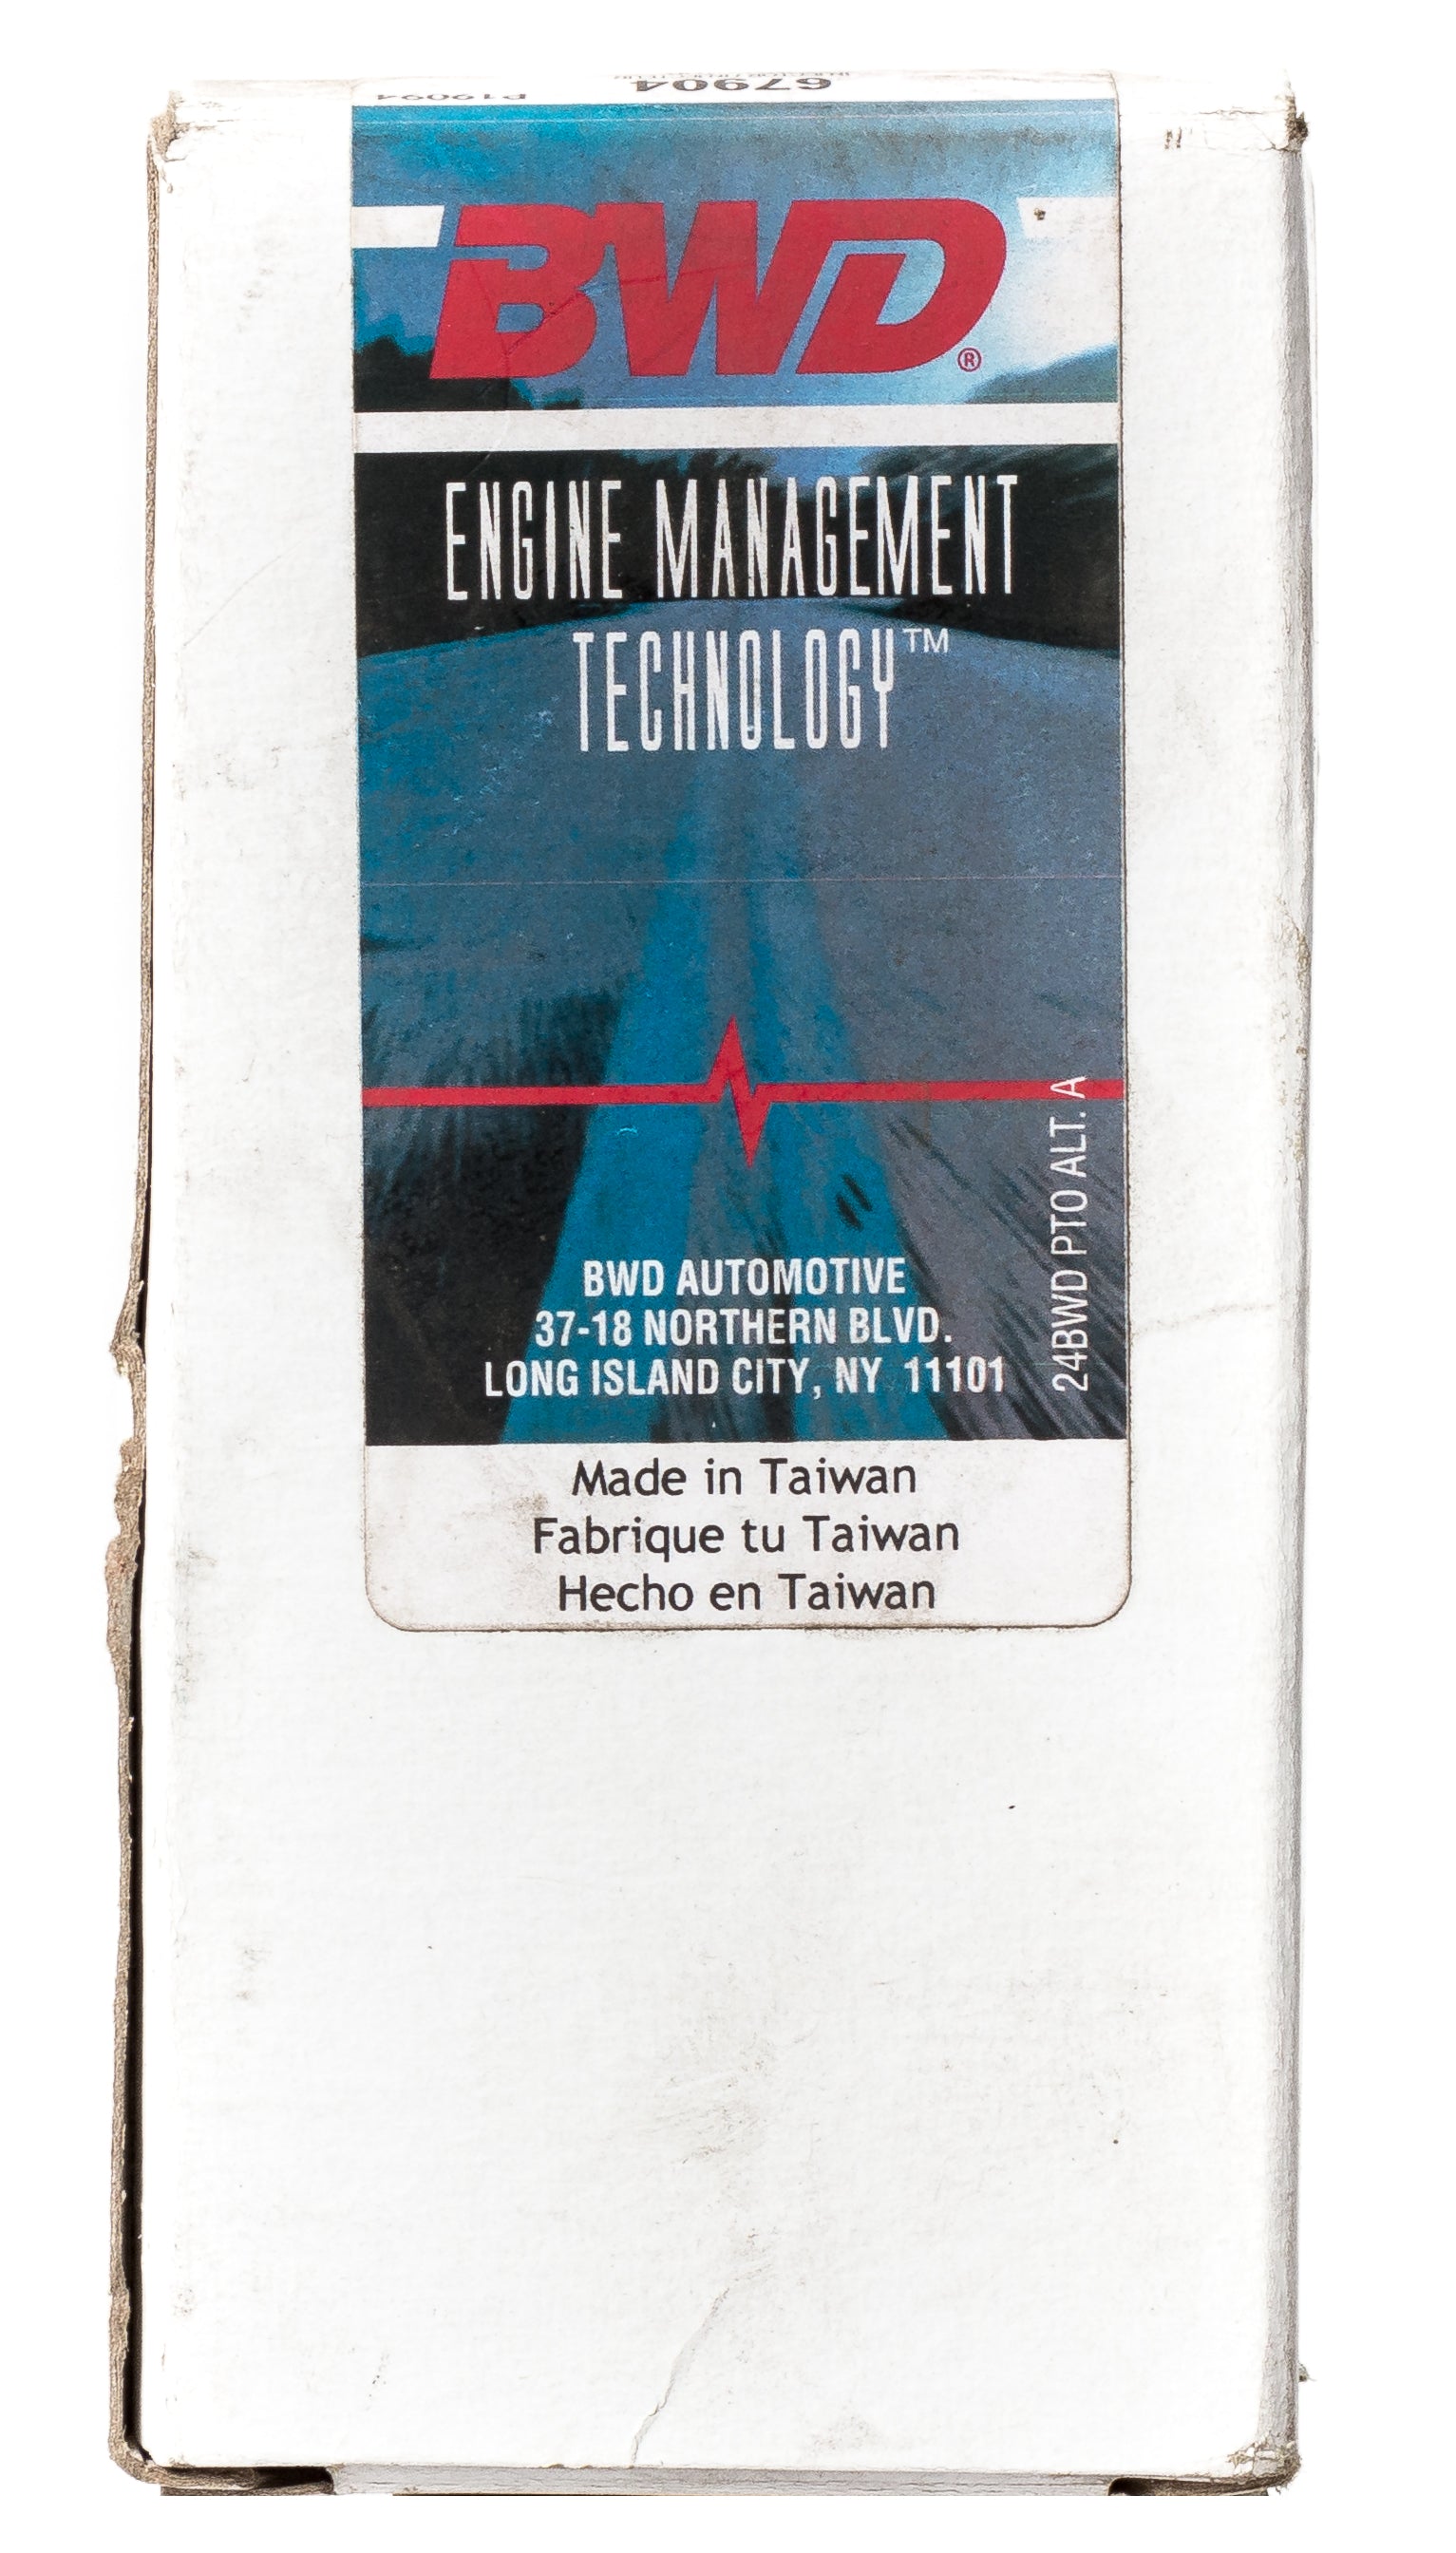 67904
P19094
BWD®
ENGINE MANAGEMENT
TECHNOLOGY™
24BWD PTO ALT. A
BWD AUTOMOTIVE
37-18 NORTHERN BLVD.
LONG ISLAND CITY, NY 11101
Made in Taiwan
Fabrique tu Taiwan
Hecho en Taiwan